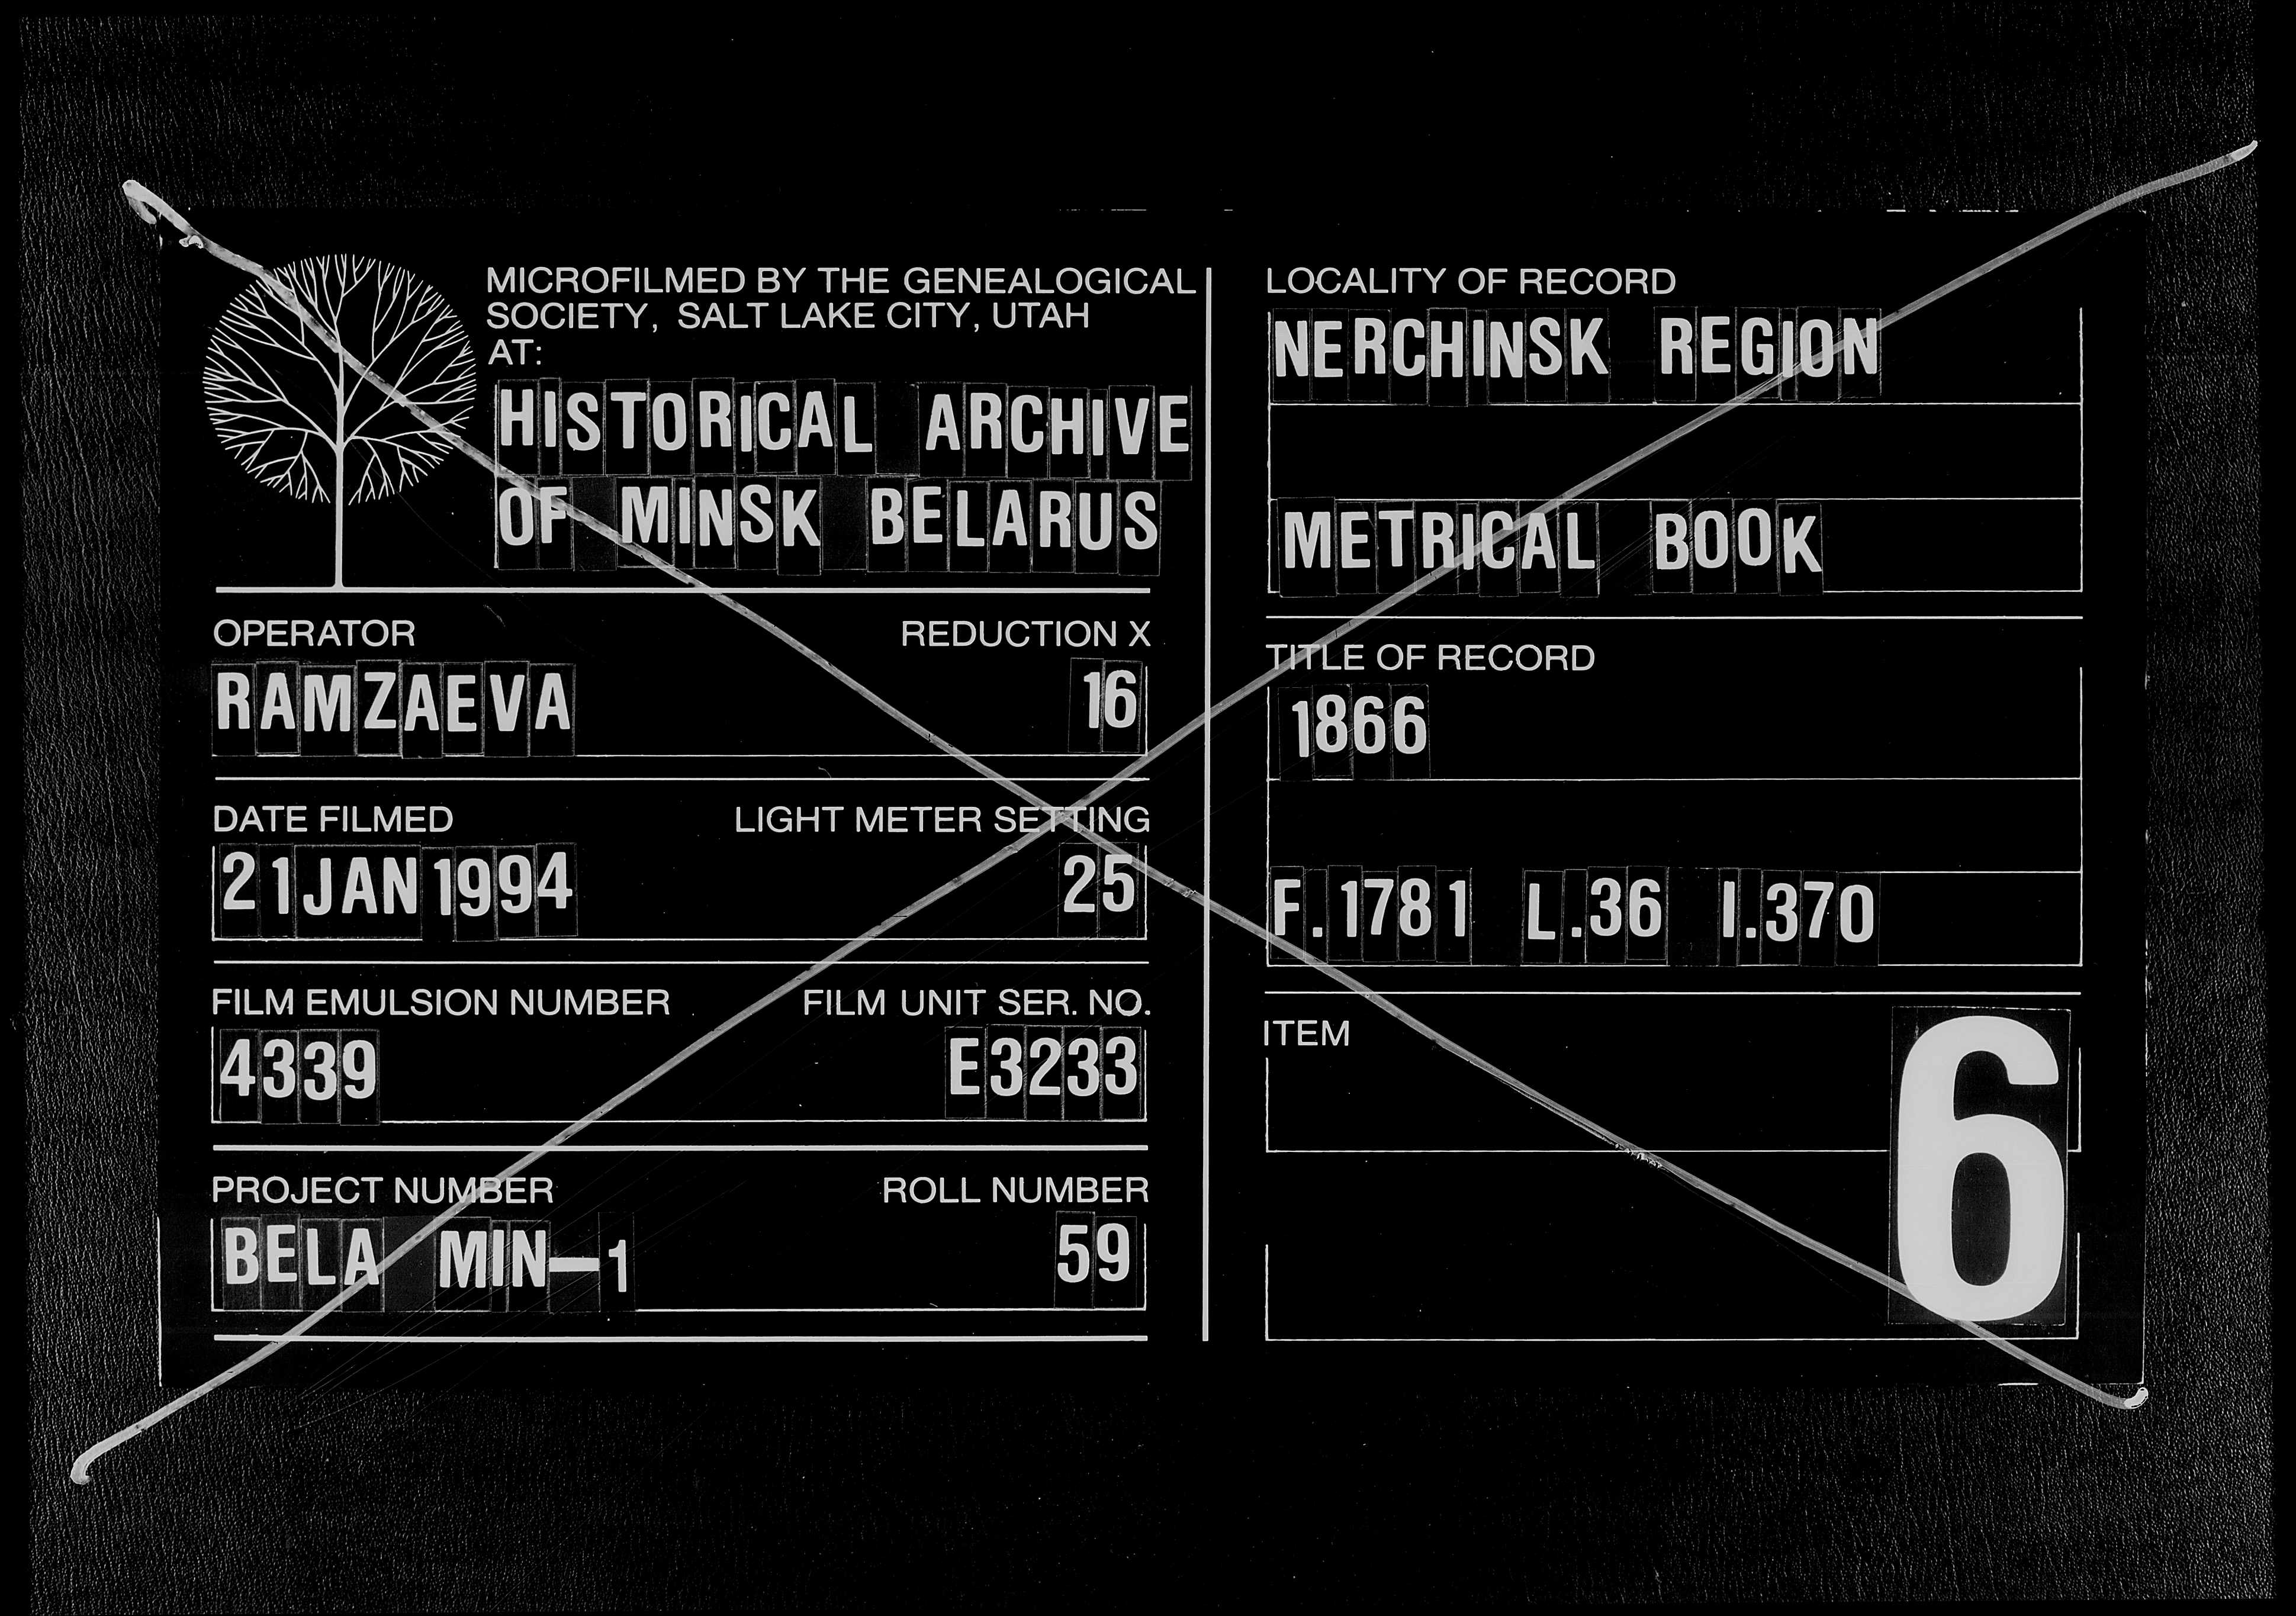 MICROFILMED BY THE GENEALOGICAL
SOCIETY, SALT LAKE CITY, UTAH
AT:
HISTORICAL ARCHIVE
OF MINSK BELARUS
OPERATOR REDUCTION X
RAMZAEVA 16
DATE FILMED LIGHT METER SETTING
21 JAN 1994 25
FILM EMULSION NUMBER FILM UNIT SER. NO.
4339 E3233
PROJECT NUMBER ROLL NUMBER
BELA MIN-1 59
LOCALITY OF RECORD
NERCHINSK REGION
METRICAL BOOK
TITLE OF RECORD
1866
F.1781 L.36 I.370
ITEM
6